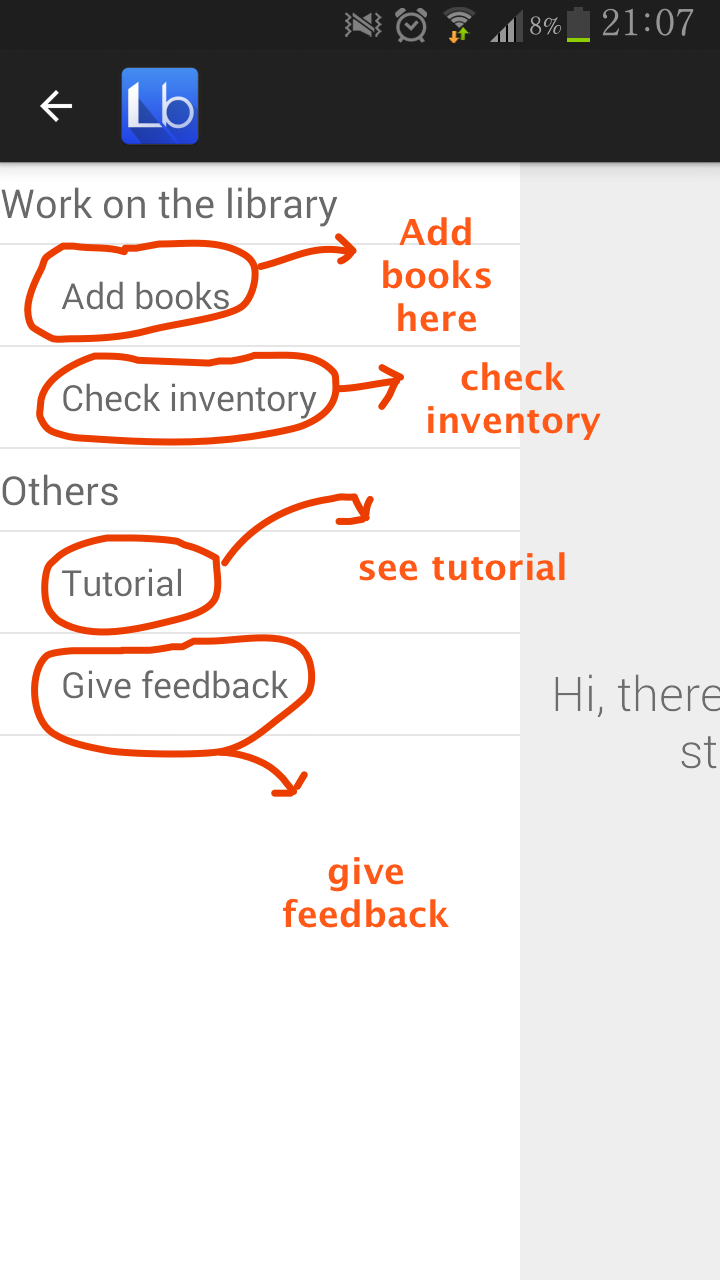 8% 21:07
Lb
Work on the library
Add books
Add
books
here
Check inventory
check
inventory
Others
Tutorial
see tutorial
Give feedback
Hi, there
st
give
feedback